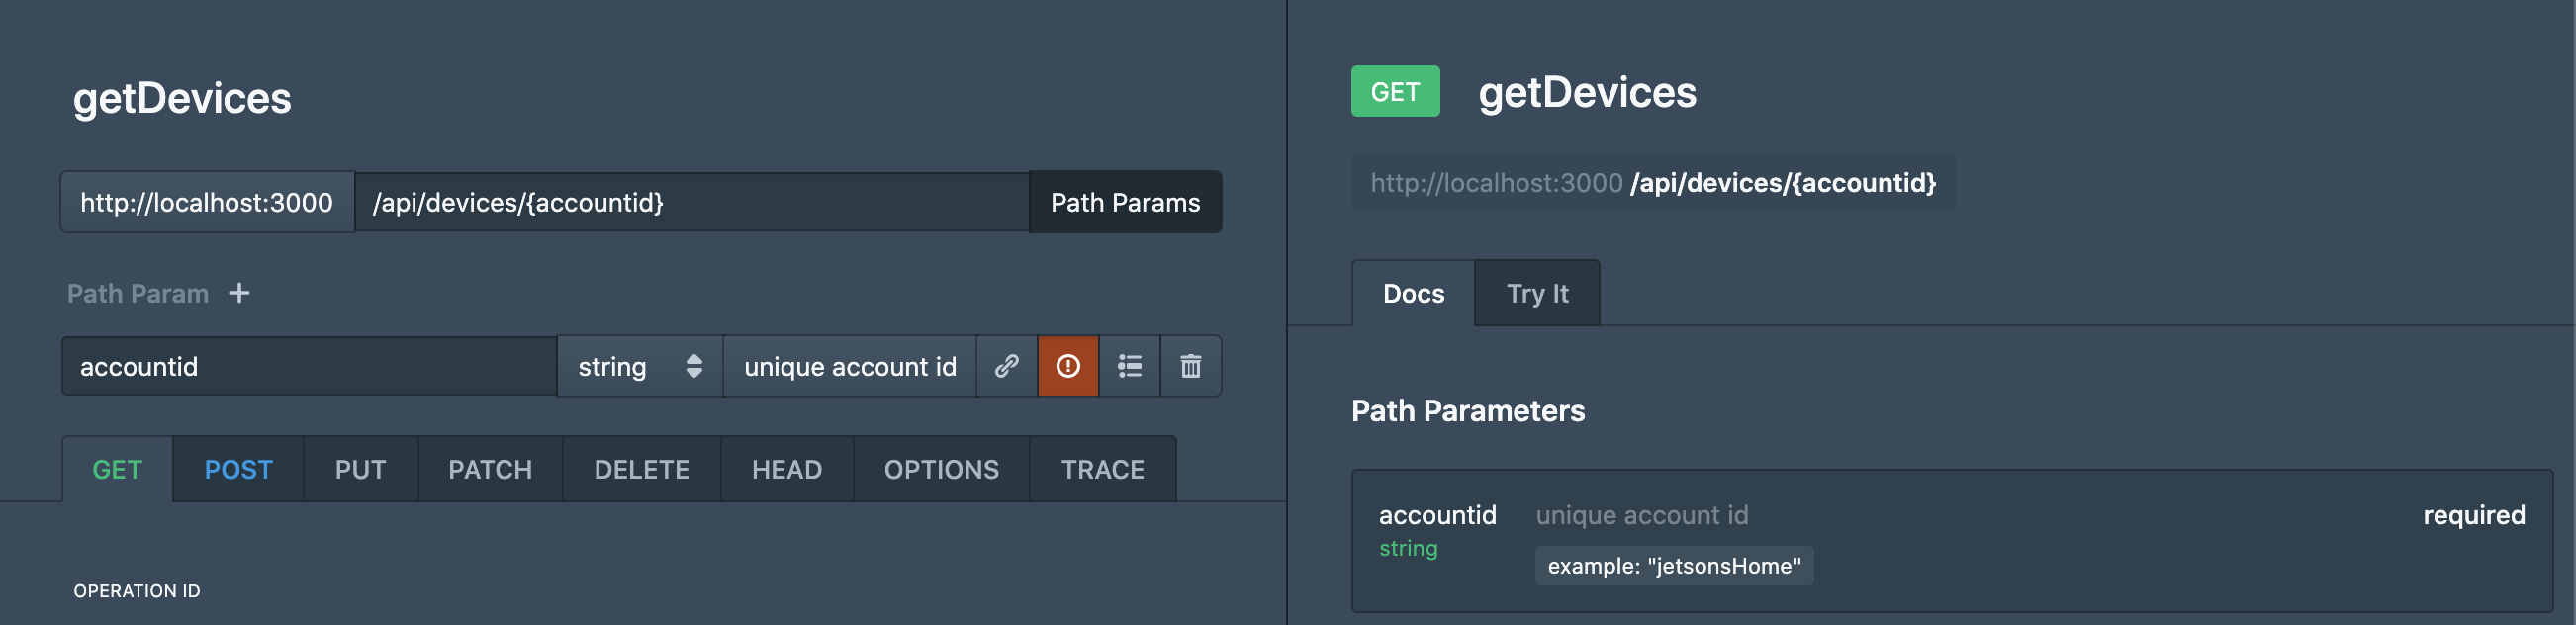 getDevices
http://localhost:3000 /api/devices/{accountid} Path Params
Path Param +
accountid string unique account id
GET POST PUT PATCH DELETE HEAD OPTIONS TRACE
OPERATION ID
GET getDevices
http://localhost:3000 /api/devices/{accountid}
Docs Try It
Path Parameters
accountid unique account id required
string
example: "jetsonsHome"